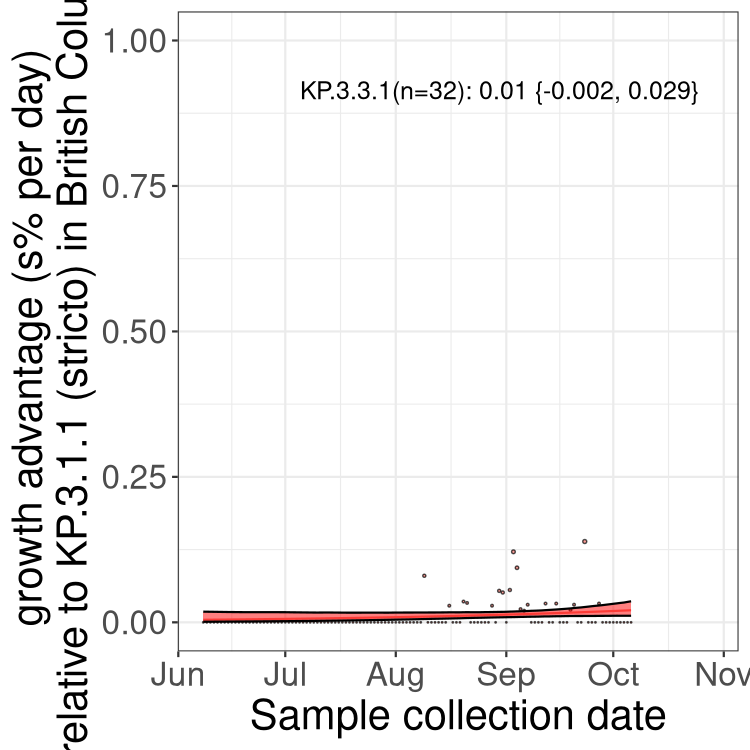 growth advantage (s% per day)
relative to KP.3.1.1 (stricto) in British Colu
1.00
0.75
0.50
0.25
0.00
KP.3.3.1(n=32): 0.01 {-0.002, 0.029}
Jun Jul Aug Sep Oct Nov
Sample collection date